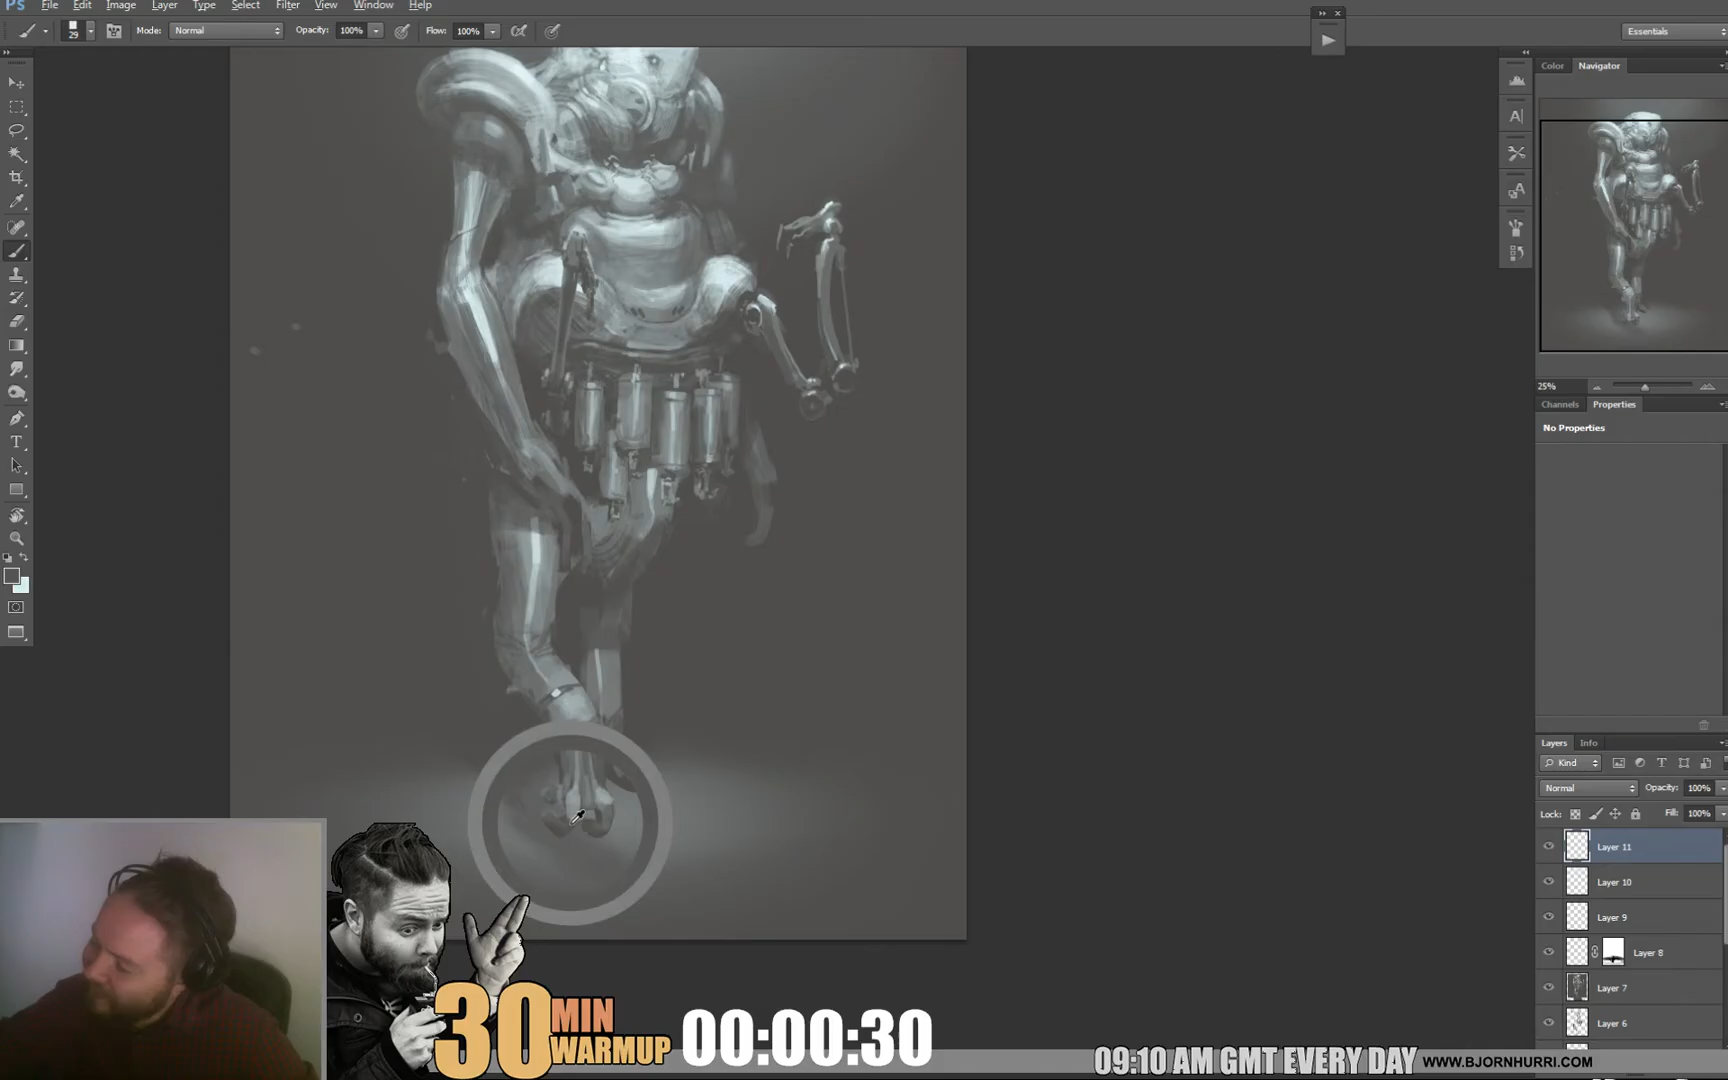 Ps File Edit Image Layer Type Select Filter View Window Help
29 Mode: Normal Opacity: 100% Flow: 100% Essentials
Color Navigator
25%
Channels Properties
No Properties
Layers Info
Kind
Normal Opacity: 100%
Lock: Fill: 100%
Layer 11
Layer 10
Layer 9
Layer 8
Layer 7
Layer 6
30 MIN
WARMUP
00:00:30
09:10 AM GMT EVERY DAY WWW.BJORNHURRI.COM